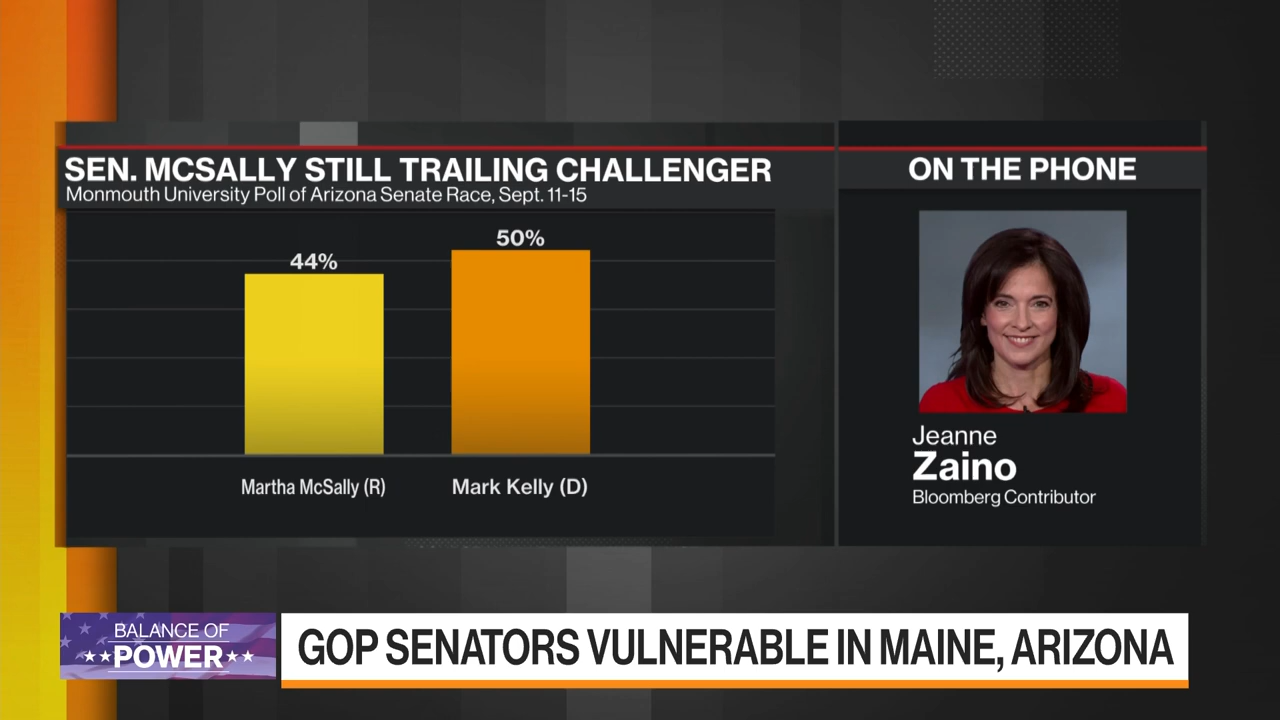 SEN. MCSALLY STILL TRAILING CHALLENGER
Monmouth University Poll of Arizona Senate Race, Sept. 11-15
44%
50%
Martha McSally (R)
Mark Kelly (D)
ON THE PHONE
Jeanne
Zaino
Bloomberg Contributor
BALANCE OF
POWER
GOP SENATORS VULNERABLE IN MAINE, ARIZONA